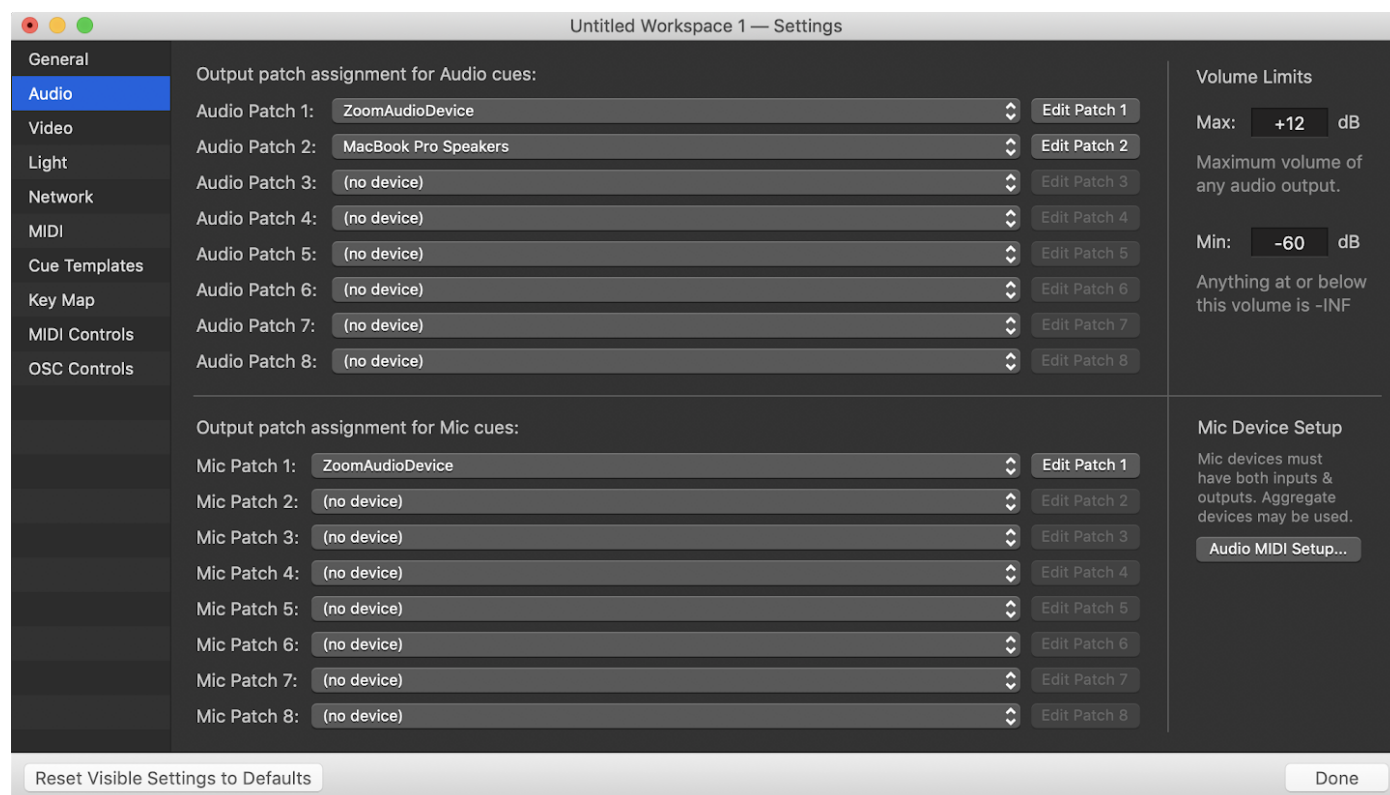 Untitled Workspace 1 — Settings
General
Audio
Video
Light
Network
MIDI
Cue Templates
Key Map
MIDI Controls
OSC Controls
Output patch assignment for Audio cues:
Audio Patch 1: ZoomAudioDevice Edit Patch 1
Audio Patch 2: MacBook Pro Speakers Edit Patch 2
Audio Patch 3: (no device) Edit Patch 3
Audio Patch 4: (no device) Edit Patch 4
Audio Patch 5: (no device) Edit Patch 5
Audio Patch 6: (no device) Edit Patch 6
Audio Patch 7: (no device) Edit Patch 7
Audio Patch 8: (no device) Edit Patch 8
Volume Limits
Max: +12 dB
Maximum volume of
any audio output.
Min: -60 dB
Anything at or below
this volume is -INF
Output patch assignment for Mic cues:
Mic Patch 1: ZoomAudioDevice Edit Patch 1
Mic Patch 2: (no device) Edit Patch 2
Mic Patch 3: (no device) Edit Patch 3
Mic Patch 4: (no device) Edit Patch 4
Mic Patch 5: (no device) Edit Patch 5
Mic Patch 6: (no device) Edit Patch 6
Mic Patch 7: (no device) Edit Patch 7
Mic Patch 8: (no device) Edit Patch 8
Mic Device Setup
Mic devices must
have both inputs &
outputs. Aggregate
devices may be used.
Audio MIDI Setup...
Reset Visible Settings to Defaults
Done